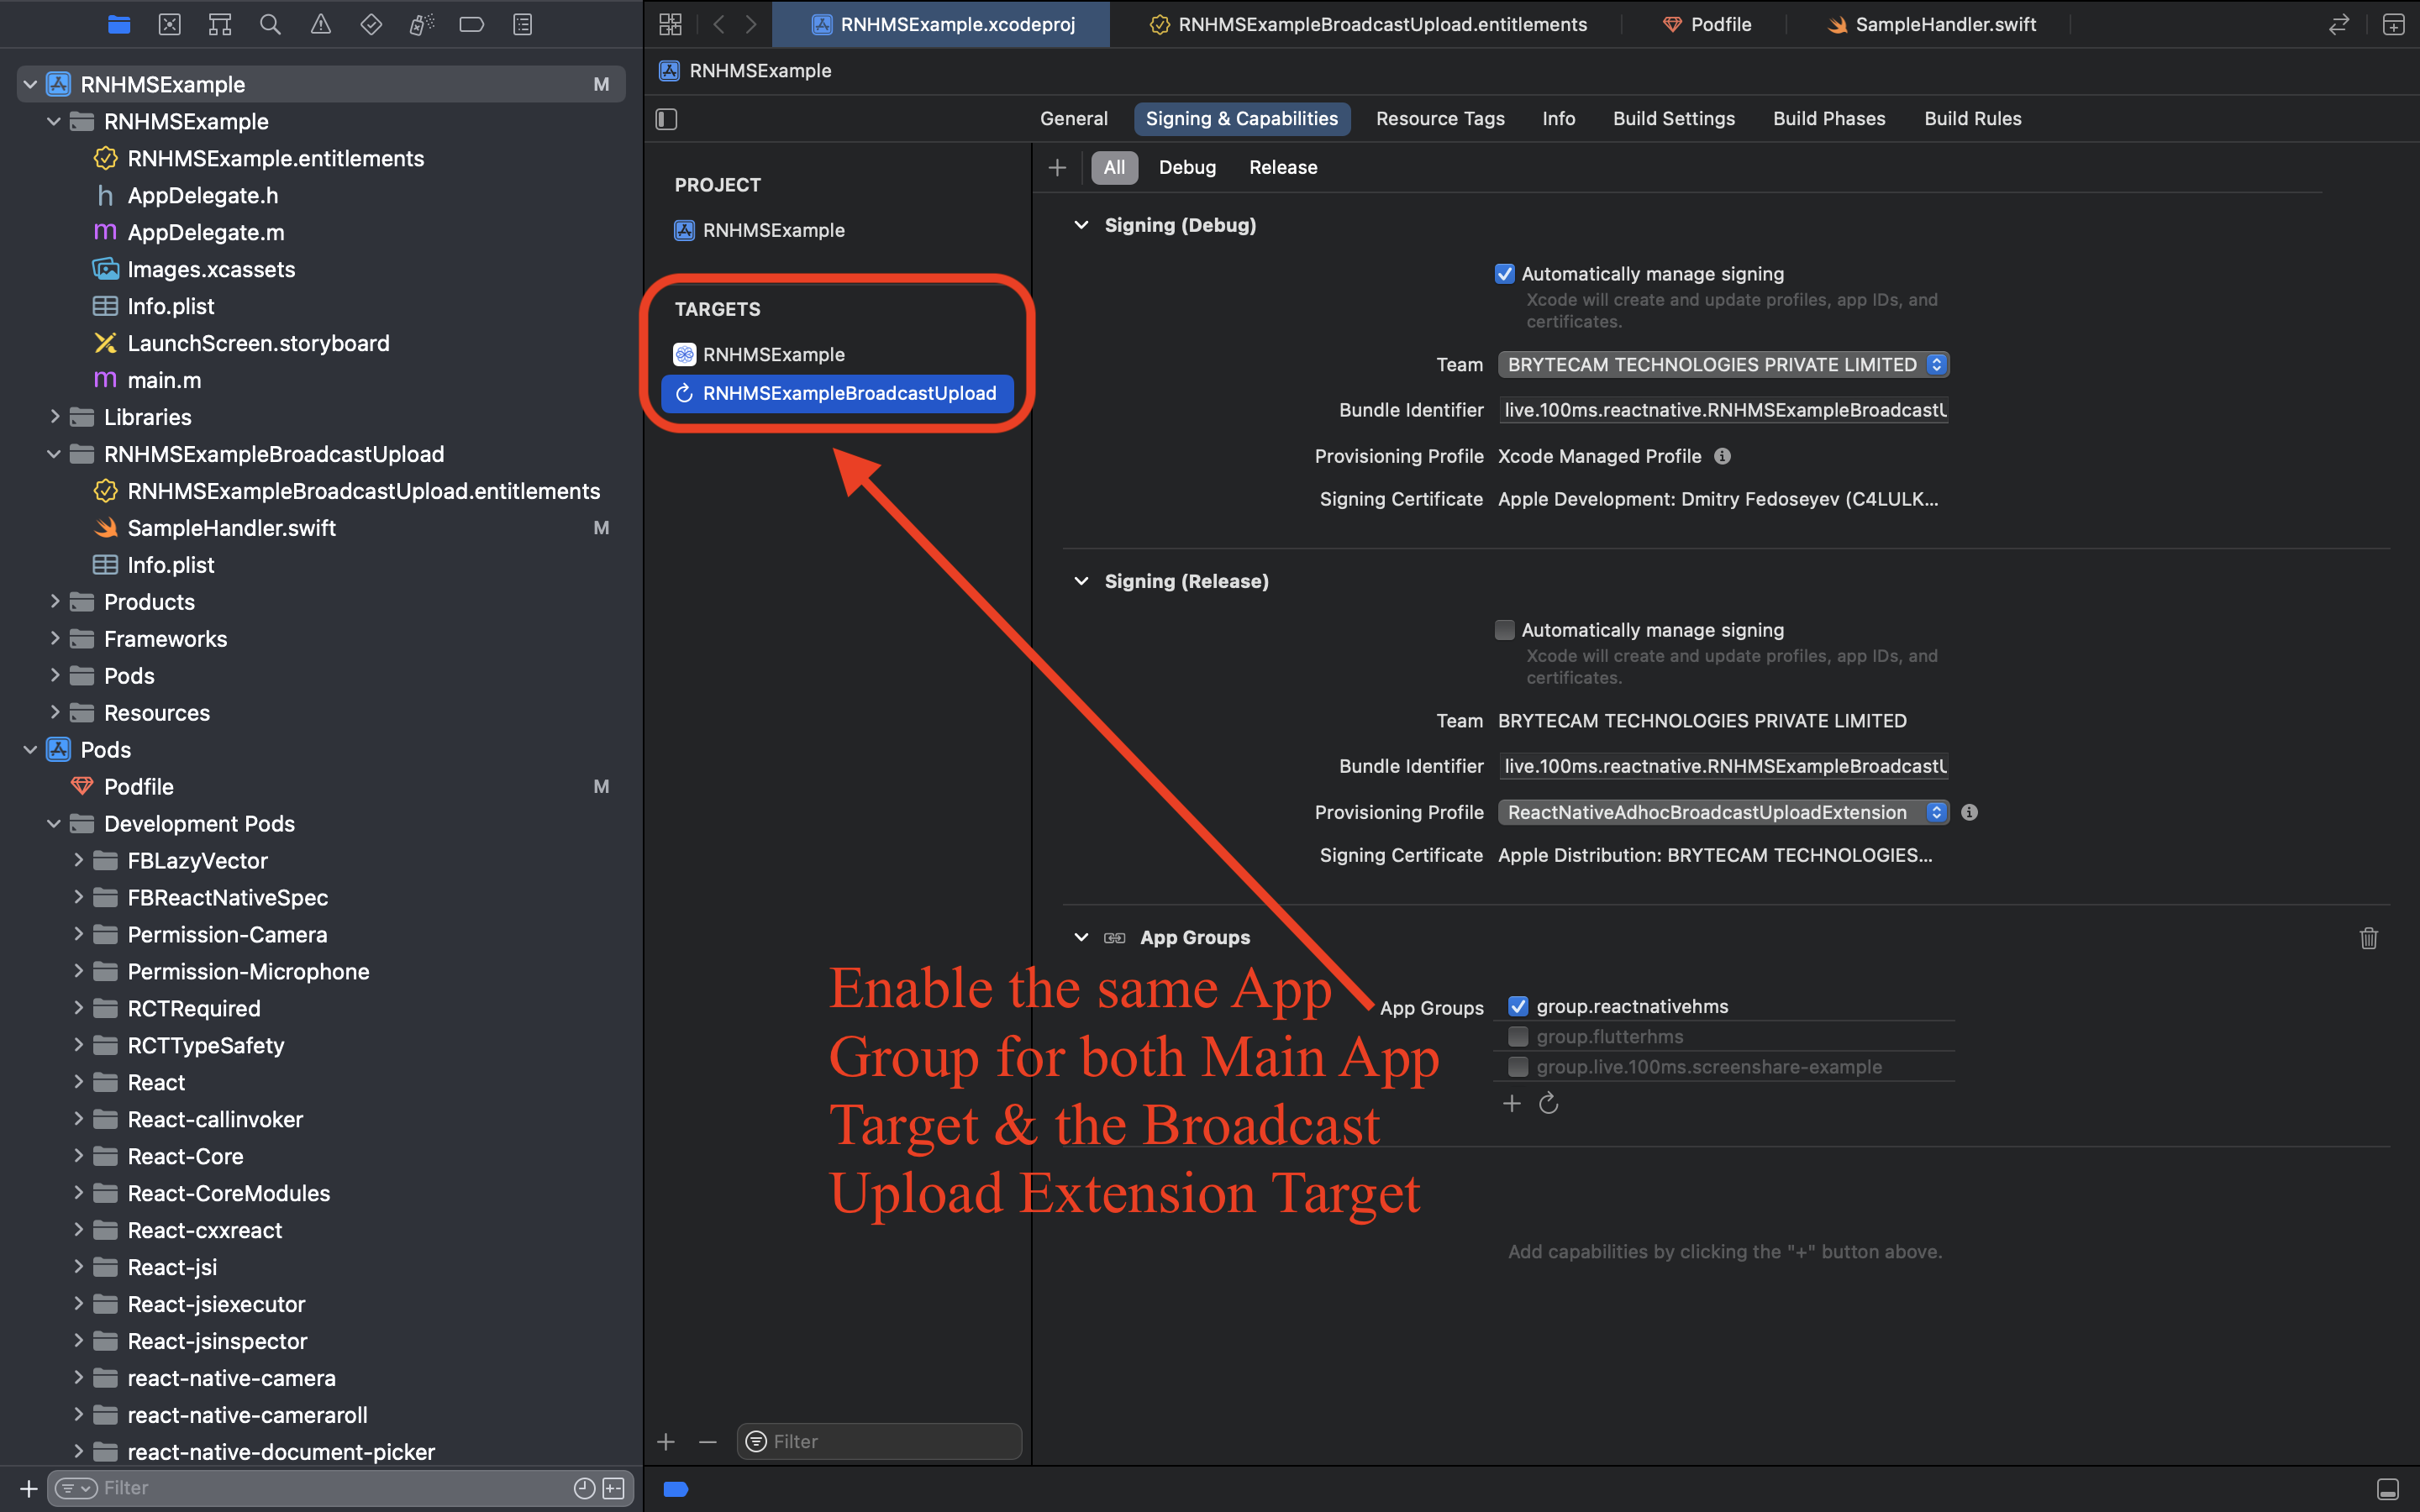 RNHMSExample.xcodeproj
RNHMSExampleBroadcastUpload.entitlements
Podfile
SampleHandler.swift
RNHMSExample M
RNHMSExample
RNHMSExample.entitlements
h AppDelegate.h
m AppDelegate.m
Images.xcassets
Info.plist
LaunchScreen.storyboard
m main.m
Libraries
RNHMSExampleBroadcastUpload
RNHMSExampleBroadcastUpload.entitlements
SampleHandler.swift M
Info.plist
Products
Frameworks
Pods
Resources
Pods
Podfile M
Development Pods
FBLazyVector
FBReactNativeSpec
Permission-Camera
Permission-Microphone
RCTRequired
RCTTypeSafety
React
React-callinvoker
React-Core
React-CoreModules
React-cxxreact
React-jsi
React-jsiexecutor
React-jsinspector
react-native-camera
react-native-cameraroll
react-native-document-picker
Filter
RNHMSExample
General
Signing & Capabilities
Resource Tags
Info
Build Settings
Build Phases
Build Rules
PROJECT
RNHMSExample
TARGETS
RNHMSExample
RNHMSExampleBroadcastUpload
Filter
All
Debug
Release
Signing (Debug)
Automatically manage signing
Xcode will create and update profiles, app IDs, and
certificates.
Team BRYTECAM TECHNOLOGIES PRIVATE LIMITED
Bundle Identifier live.100ms.reactnative.RNHMSExampleBroadcastU
Provisioning Profile Xcode Managed Profile
Signing Certificate Apple Development: Dmitry Fedoseyev (C4LULK...
Signing (Release)
Automatically manage signing
Xcode will create and update profiles, app IDs, and
certificates.
Team BRYTECAM TECHNOLOGIES PRIVATE LIMITED
Bundle Identifier live.100ms.reactnative.RNHMSExampleBroadcastU
Provisioning Profile ReactNativeAdhocBroadcastUploadExtension
Signing Certificate Apple Distribution: BRYTECAM TECHNOLOGIES...
App Groups
App Groups group.reactnativehms
group.flutterhms
group.live.100ms.screenshare-example
Enable the same App
Group for both Main App
Target & the Broadcast
Upload Extension Target
Add capabilities by clicking the "+" button above.